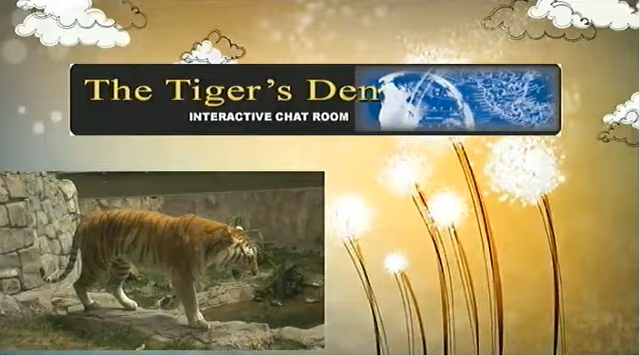 The Tiger's Den
INTERACTIVE CHAT ROOM